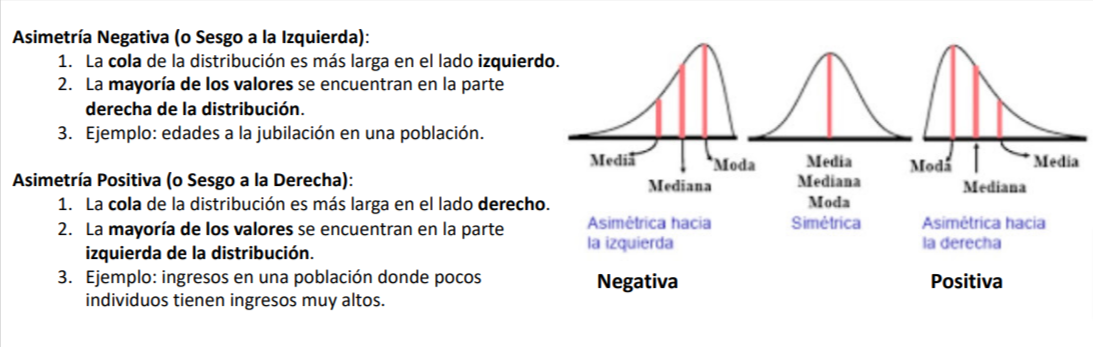 Asimetría Negativa (o Sesgo a la Izquierda):
1. La cola de la distribución es más larga en el lado izquierdo.
2. La mayoría de los valores se encuentran en la parte
derecha de la distribución.
3. Ejemplo: edades a la jubilación en una población.
Asimetría Positiva (o Sesgo a la Derecha):
1. La cola de la distribución es más larga en el lado derecho.
2. La mayoría de los valores se encuentran en la parte
izquierda de la distribución.
3. Ejemplo: ingresos en una población donde pocos
individuos tienen ingresos muy altos.
Media
Mediana
Moda
Asimétrica hacia
la izquierda
Negativa
Media
Mediana
Moda
Simétrica
Moda
Mediana
Media
Asimétrica hacia
la derecha
Positiva